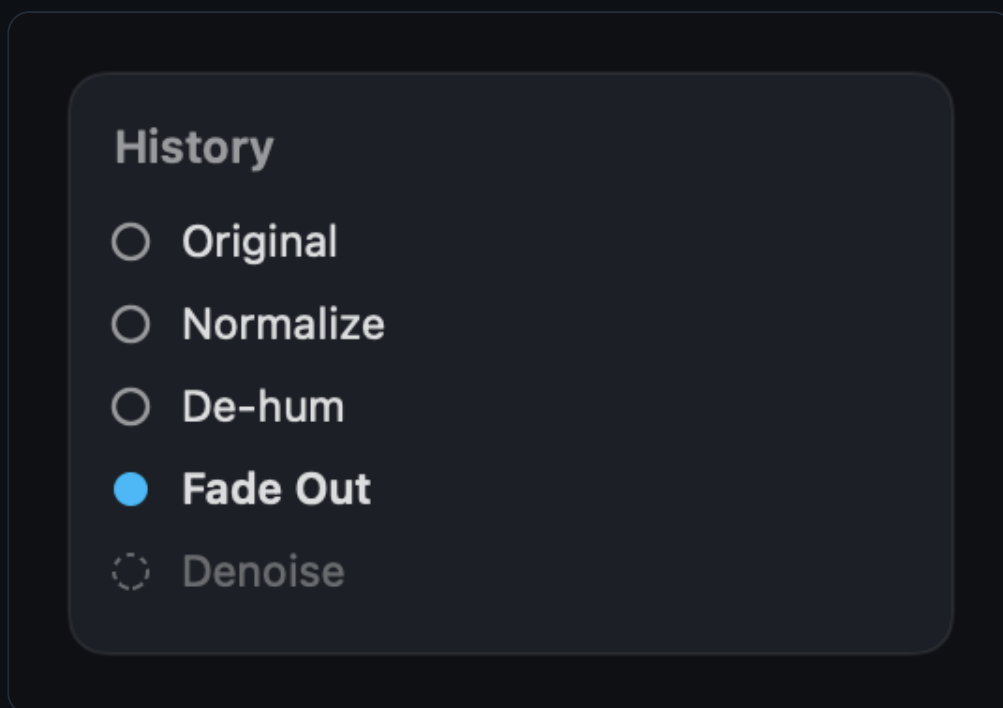 History
Original
Normalize
De-hum
Fade Out
Denoise